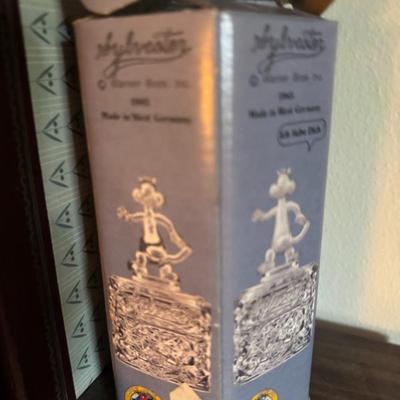 Sylvester
© Warner Bros. Inc.
1985
Made in West Germany
Sylvester
© Warner Bros. Inc.
1985
Made in West Germany
Ich liebe Dich